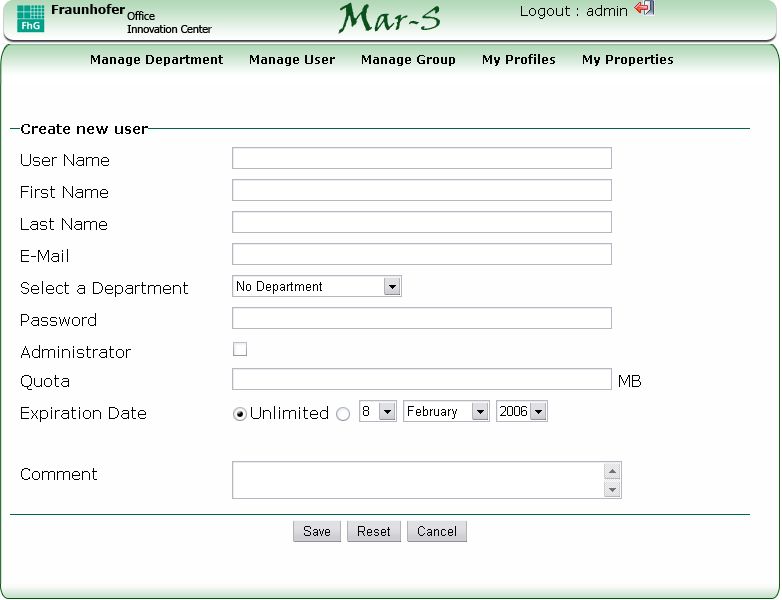 FhG Fraunhofer Office Innovation Center
Mar-S
Logout : admin
Manage Department Manage User Manage Group My Profiles My Properties
Create new user
User Name
First Name
Last Name
E-Mail
Select a Department No Department
Password
Administrator
Quota MB
Expiration Date Unlimited 8 February 2006
Comment
Save Reset Cancel